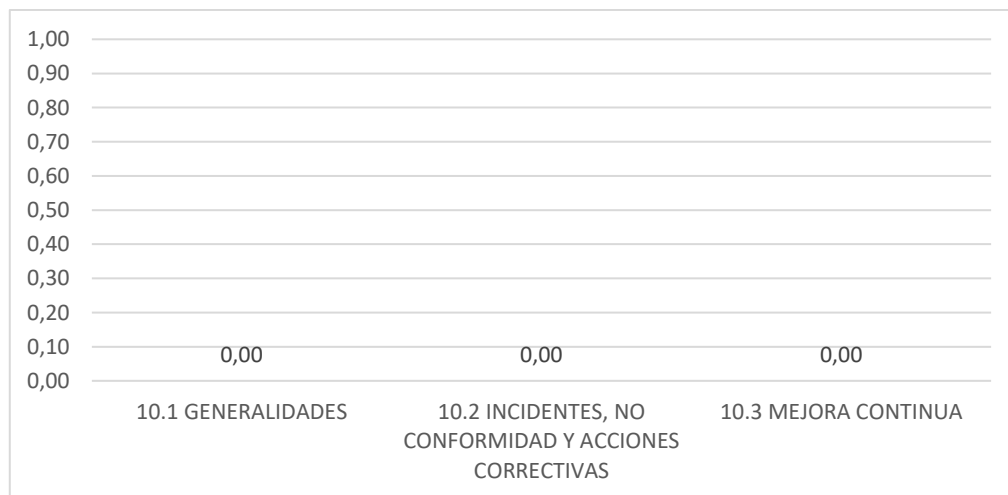 1,00
0,90
0,80
0,70
0,60
0,50
0,40
0,30
0,20
0,10
0,00
0,00 0,00 0,00
10.1 GENERALIDADES
10.2 INCIDENTES, NO
CONFORMIDAD Y ACCIONES
CORRECTIVAS
10.3 MEJORA CONTINUA